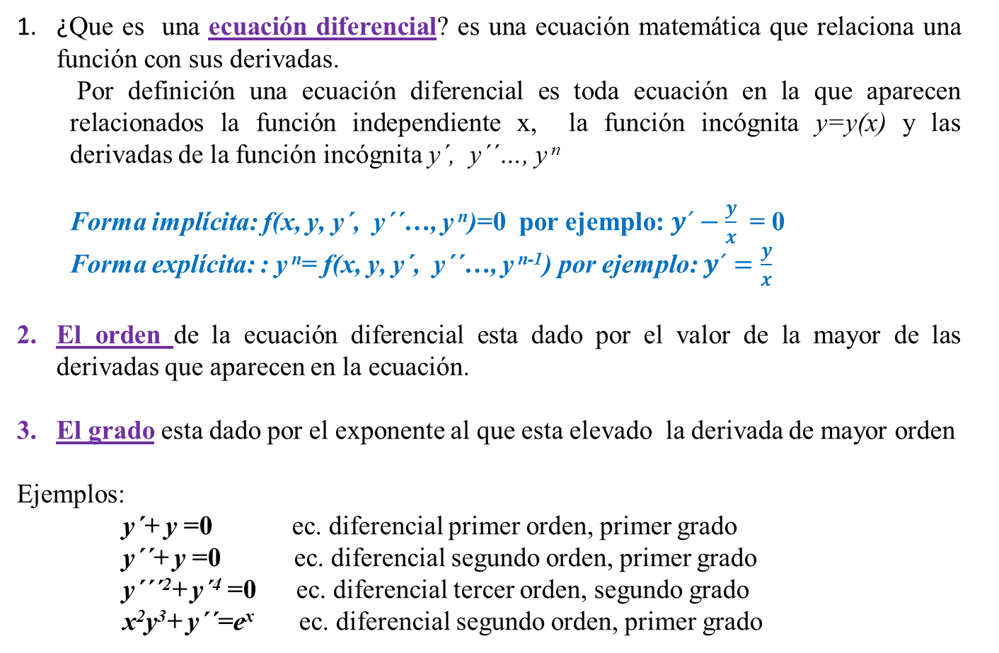 1. ¿Que es una ecuación diferencial? es una ecuación matemática que relaciona una
función con sus derivadas.
Por definición una ecuación diferencial es toda ecuación en la que aparecen
relacionados la función independiente x, la función incógnita y=y(x) y las
derivadas de la función incógnita y´, y´´..., yⁿ
Forma implícita: f(x, y, y´, y´´..., yⁿ)=0 por ejemplo: y´ − y/x = 0
Forma explícita: : yⁿ= f(x, y, y´, y´´..., yⁿ⁻¹) por ejemplo: y´ = y/x
2. El orden de la ecuación diferencial esta dado por el valor de la mayor de las
derivadas que aparecen en la ecuación.
3. El grado esta dado por el exponente al que esta elevado la derivada de mayor orden
Ejemplos:
y´+ y =0 ec. diferencial primer orden, primer grado
y´´+ y =0 ec. diferencial segundo orden, primer grado
y´´´²+ y´⁴ =0 ec. diferencial tercer orden, segundo grado
x²y³+ y´´=eˣ ec. diferencial segundo orden, primer grado